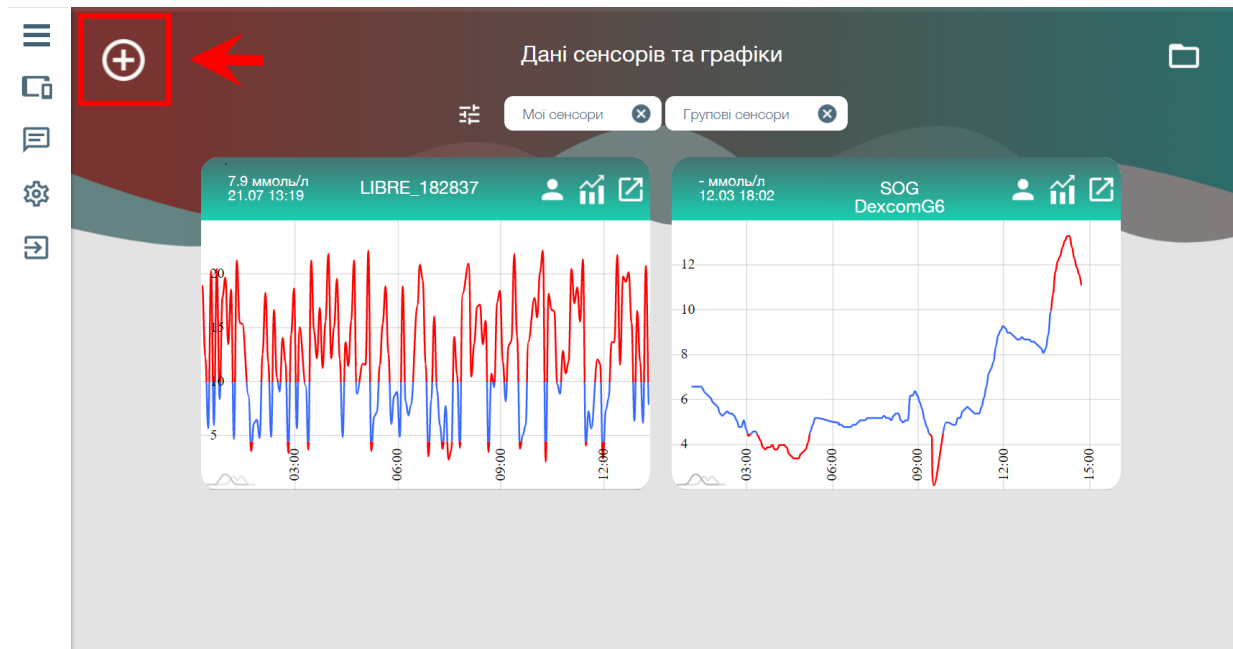 Дані сенсорів та графіки
Мої сенсори
Групові сенсори
7.9 ммоль/л
21.07 13:19
LIBRE_182837
20
15
10
5
03:00
06:00
09:00
12:00
- ммоль/л
12.03 18:02
SOG
DexcomG6
12
10
8
6
4
03:00
06:00
09:00
12:00
15:00